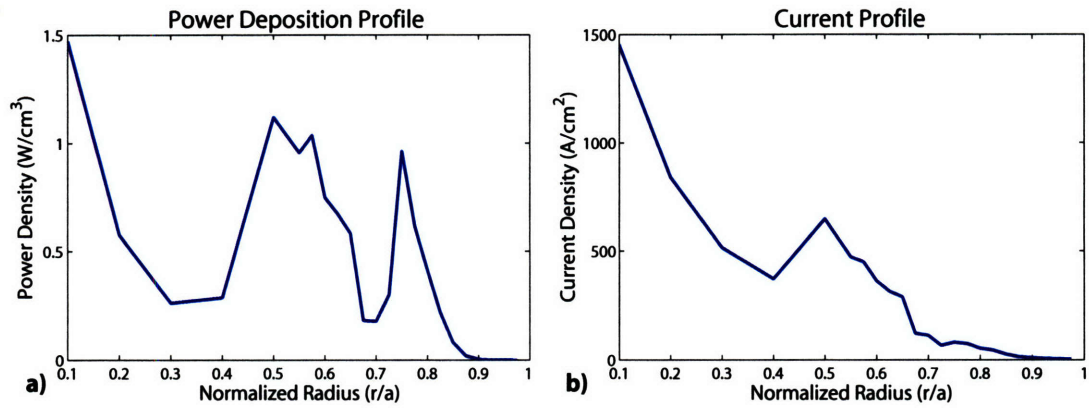 Power Deposition Profile
Power Density (W/cm³)
1.5
1
0.5
0
0.1 0.2 0.3 0.4 0.5 0.6 0.7 0.8 0.9 1
Normalized Radius (r/a)
a)
Current Profile
Current Density (A/cm²)
1500
1000
500
0
0.1 0.2 0.3 0.4 0.5 0.6 0.7 0.8 0.9 1
Normalized Radius (r/a)
b)